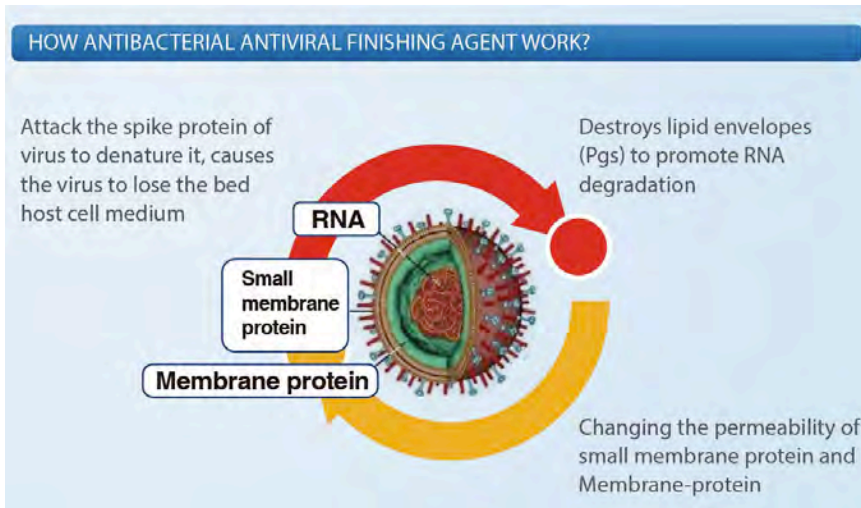 HOW ANTIBACTERIAL ANTIVIRAL FINISHING AGENT WORK?
Attack the spike protein of
virus to denature it, causes
the virus to lose the bed
host cell medium
Destroys lipid envelopes
(Pgs) to promote RNA
degradation
RNA
Small
membrane
protein
Membrane protein
Changing the permeability of
small membrane protein and
Membrane-protein